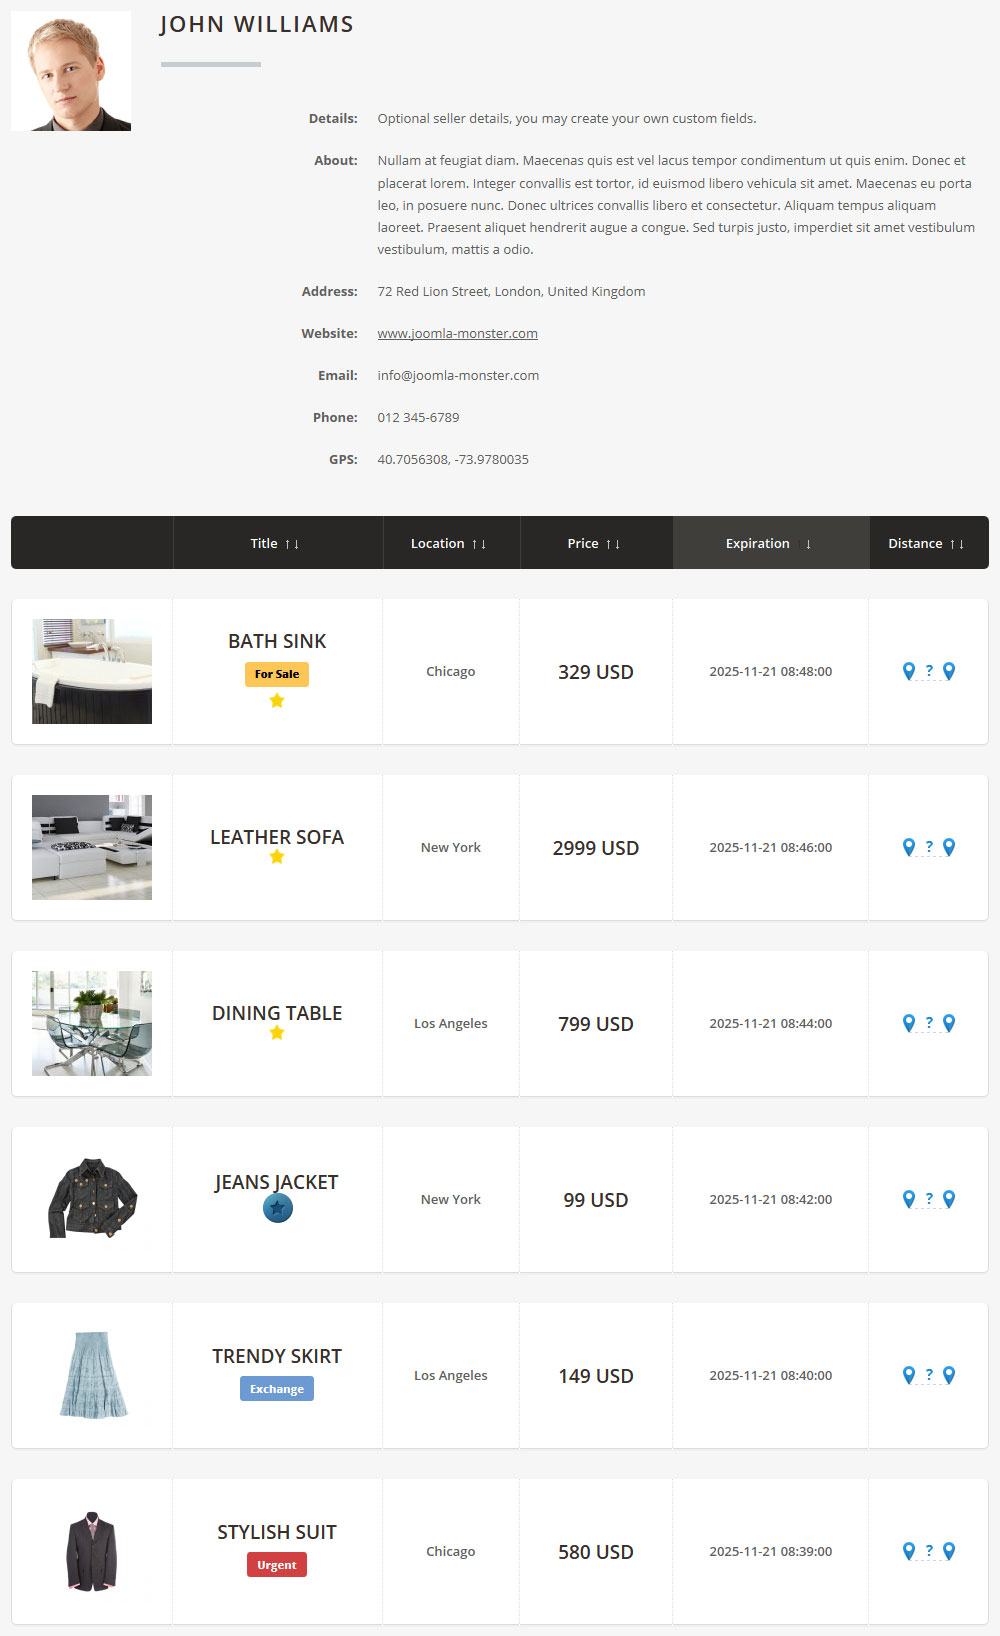 JOHN WILLIAMS
Details: Optional seller details, you may create your own custom fields.
About: Nullam at feugiat diam. Maecenas quis est vel lacus tempor condimentum ut quis enim. Donec et
placerat lorem. Integer convallis est tortor, id euismod libero vehicula sit amet. Maecenas eu porta
leo, in posuere nunc. Donec ultrices convallis libero et consectetur. Aliquam tempus aliquam
laoreet. Praesent aliquet hendrerit augue a congue. Sed turpis justo, imperdiet sit amet vestibulum
vestibulum, mattis a odio.
Address: 72 Red Lion Street, London, United Kingdom
Website: www.joomla-monster.com
Email: info@joomla-monster.com
Phone: 012 345-6789
GPS: 40.7056308, -73.9780035
Title ↑↓ Location ↑↓ Price ↑↓ Expiration ↓ Distance ↑↓
BATH SINK
For Sale
Chicago 329 USD 2025-11-21 08:48:00 ?
LEATHER SOFA
New York 2999 USD 2025-11-21 08:46:00 ?
DINING TABLE
Los Angeles 799 USD 2025-11-21 08:44:00 ?
JEANS JACKET
New York 99 USD 2025-11-21 08:42:00 ?
TRENDY SKIRT
Exchange
Los Angeles 149 USD 2025-11-21 08:40:00 ?
STYLISH SUIT
Urgent
Chicago 580 USD 2025-11-21 08:39:00 ?